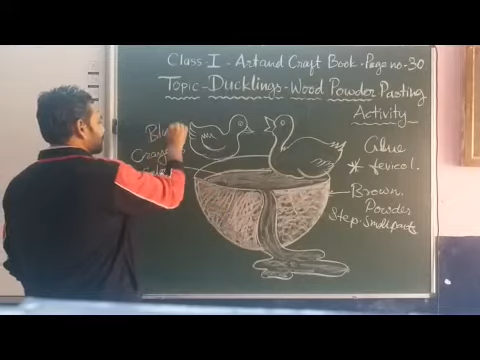 Class-I - Art and Craft Book-Page no-30
Topic-Ducklings-Wood Powder Pasting
Activity
Glue
* fevicol.
Brown.
Powder
Step-Small parts